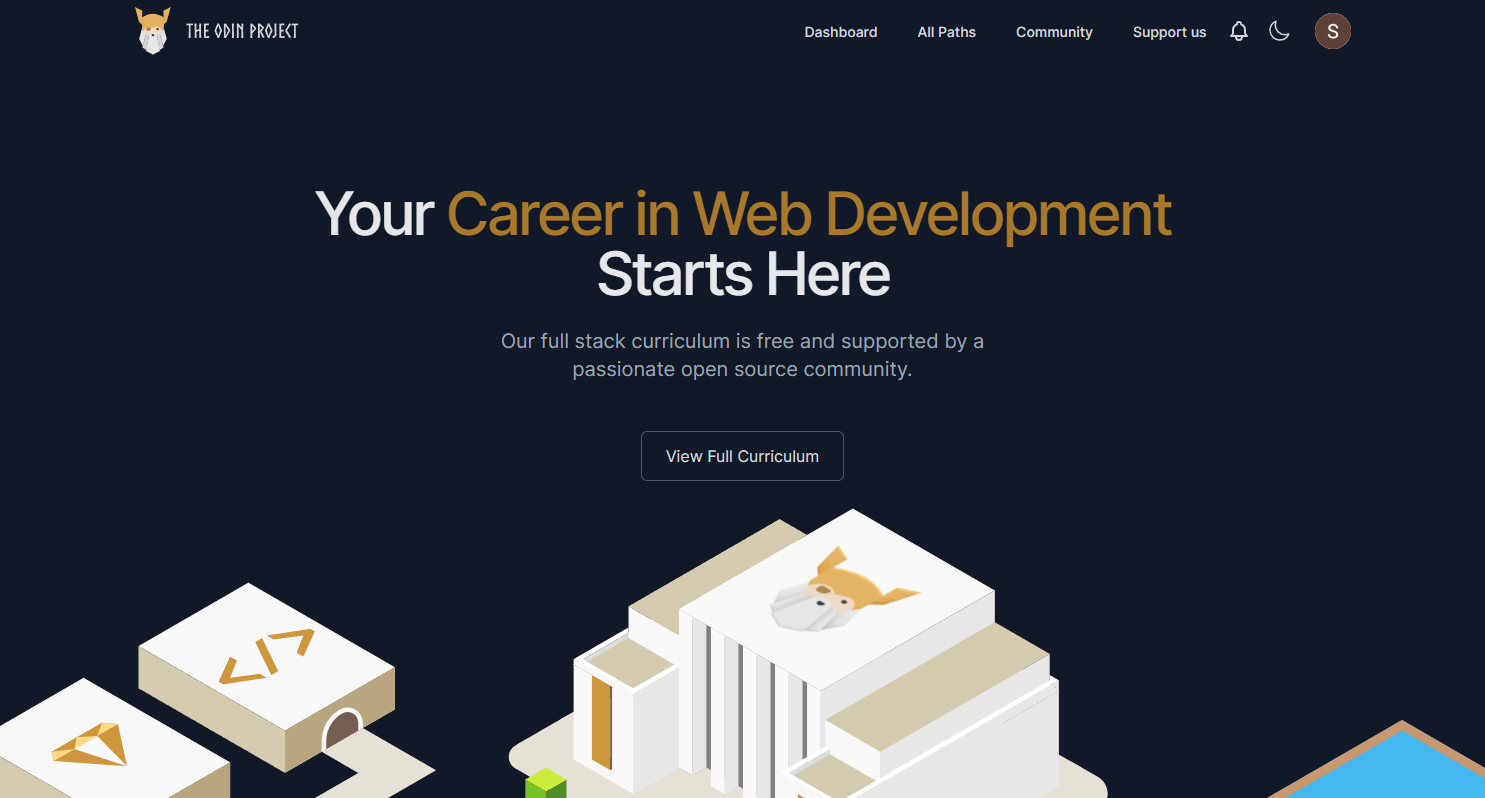 THE ODIN PROJECT
Dashboard
All Paths
Community
Support us
S
Your Career in Web Development
Starts Here
Our full stack curriculum is free and supported by a
passionate open source community.
View Full Curriculum
</>